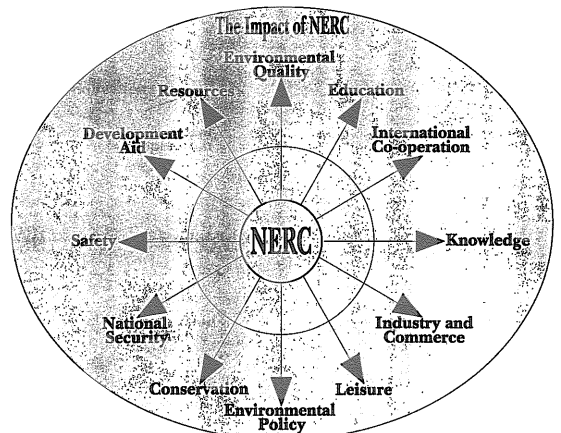 The Impact of NERC
Environmental
Quality
Resources
Education
Development
Aid
International
Co-operation
Safety
NERC
Knowledge
National
Security
Industry and
Commerce
Conservation
Leisure
Environmental
Policy